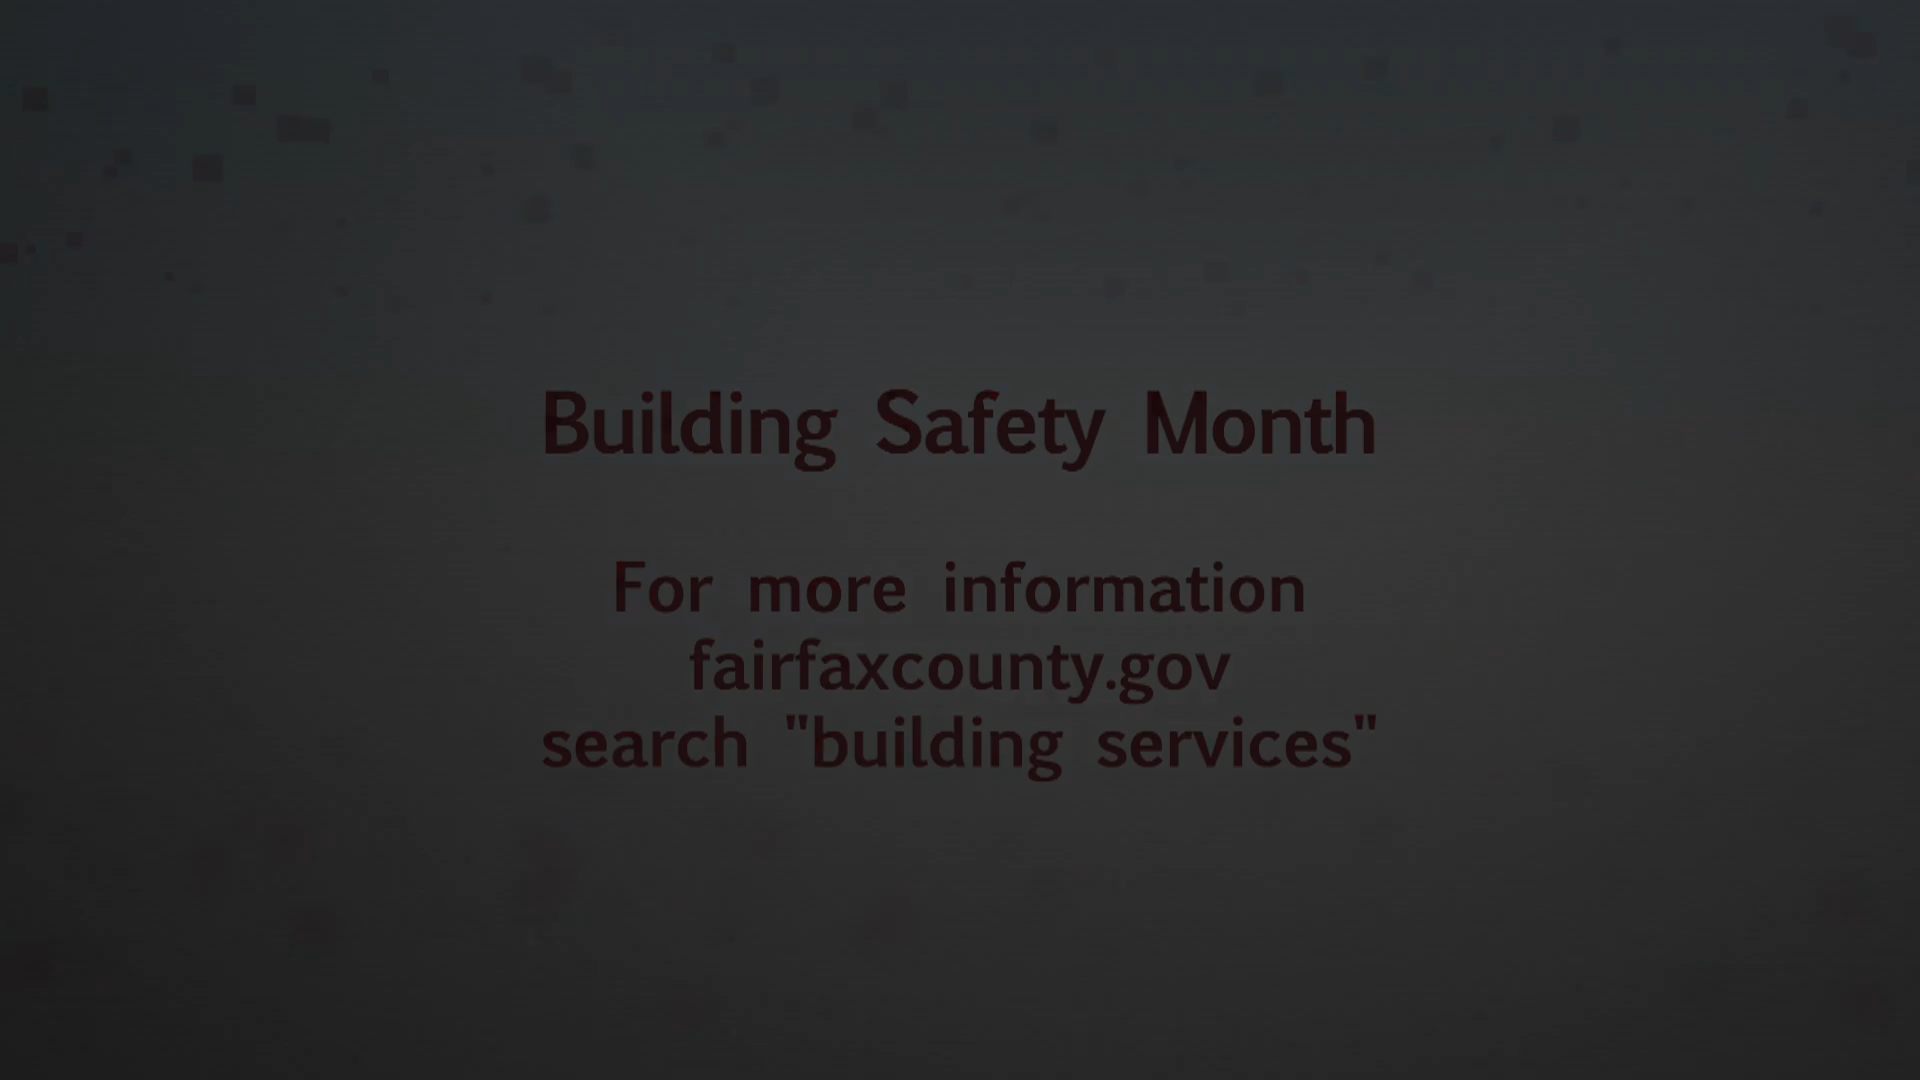 Building Safety Month
For more information
fairfaxcounty.gov
search "building services"